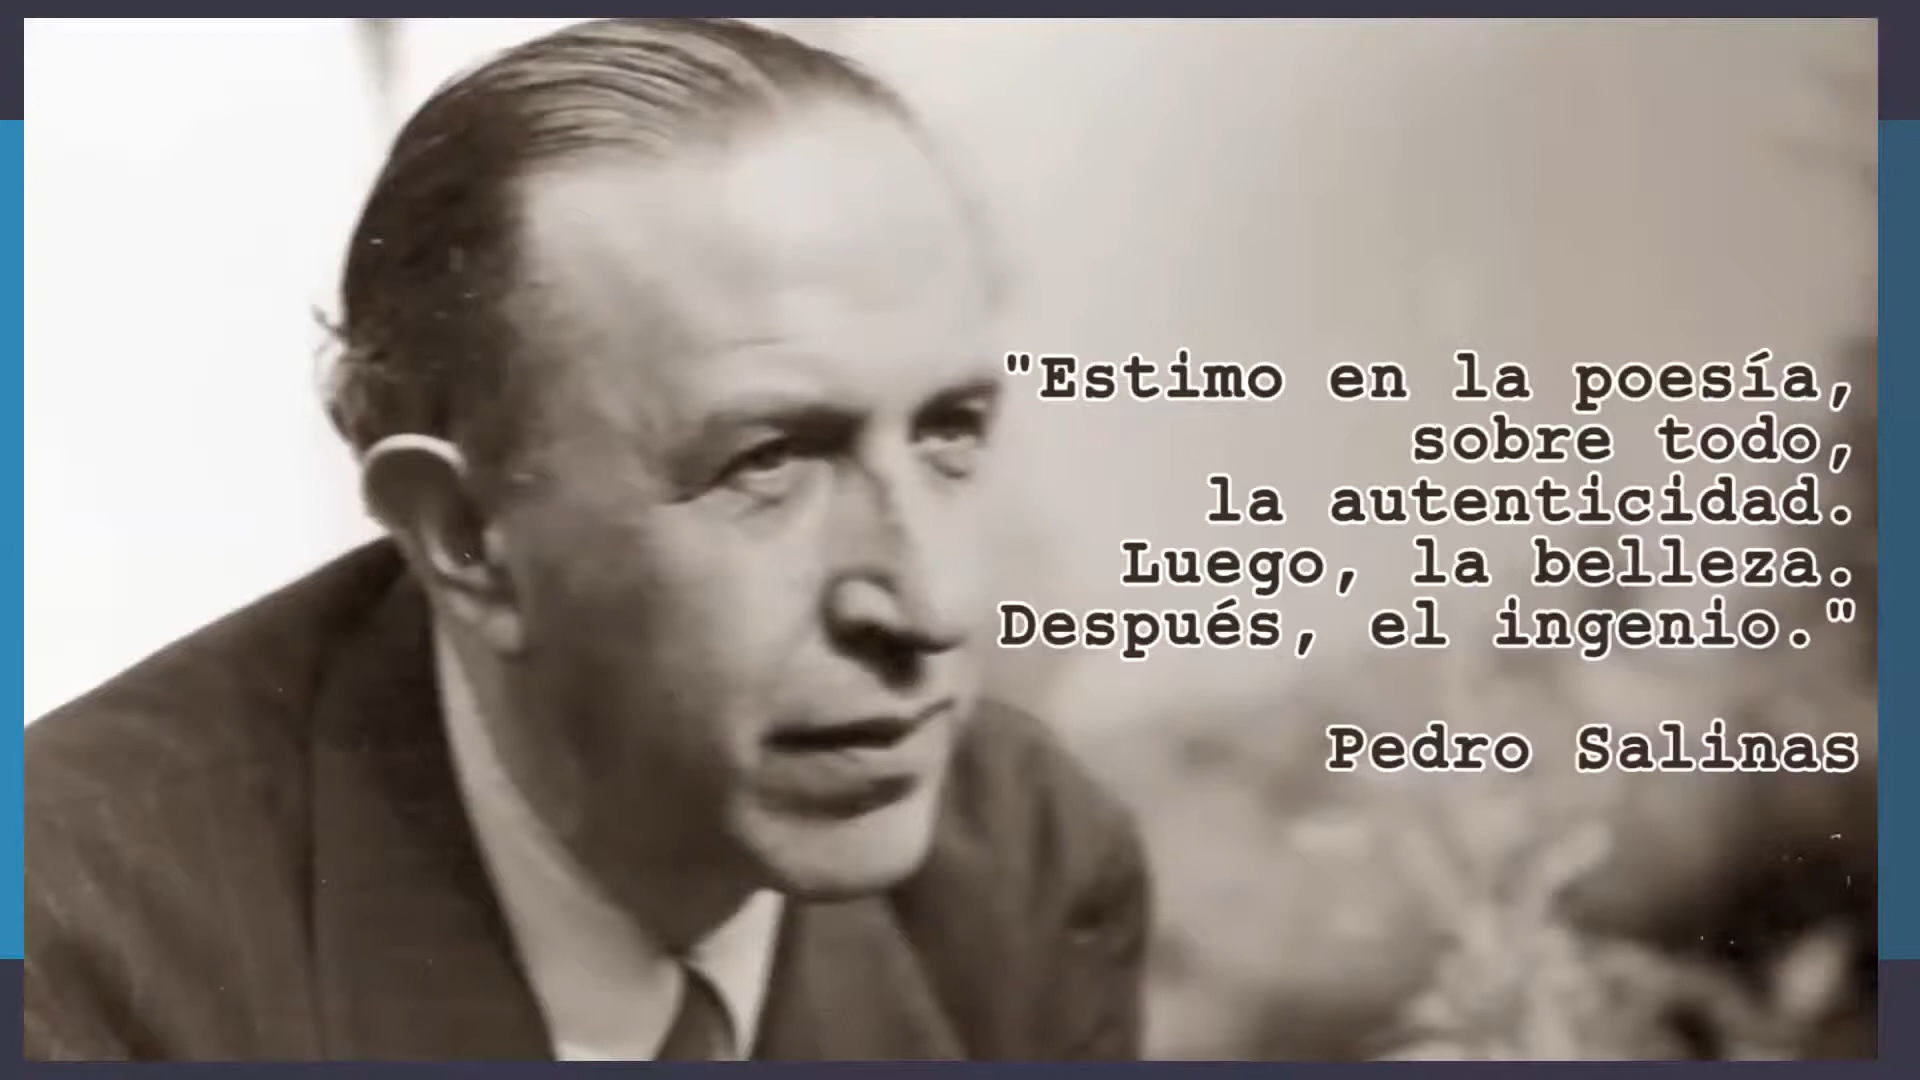 "Estimo en la poesía,
sobre todo,
la autenticidad.
Luego, la belleza.
Después, el ingenio."
Pedro Salinas